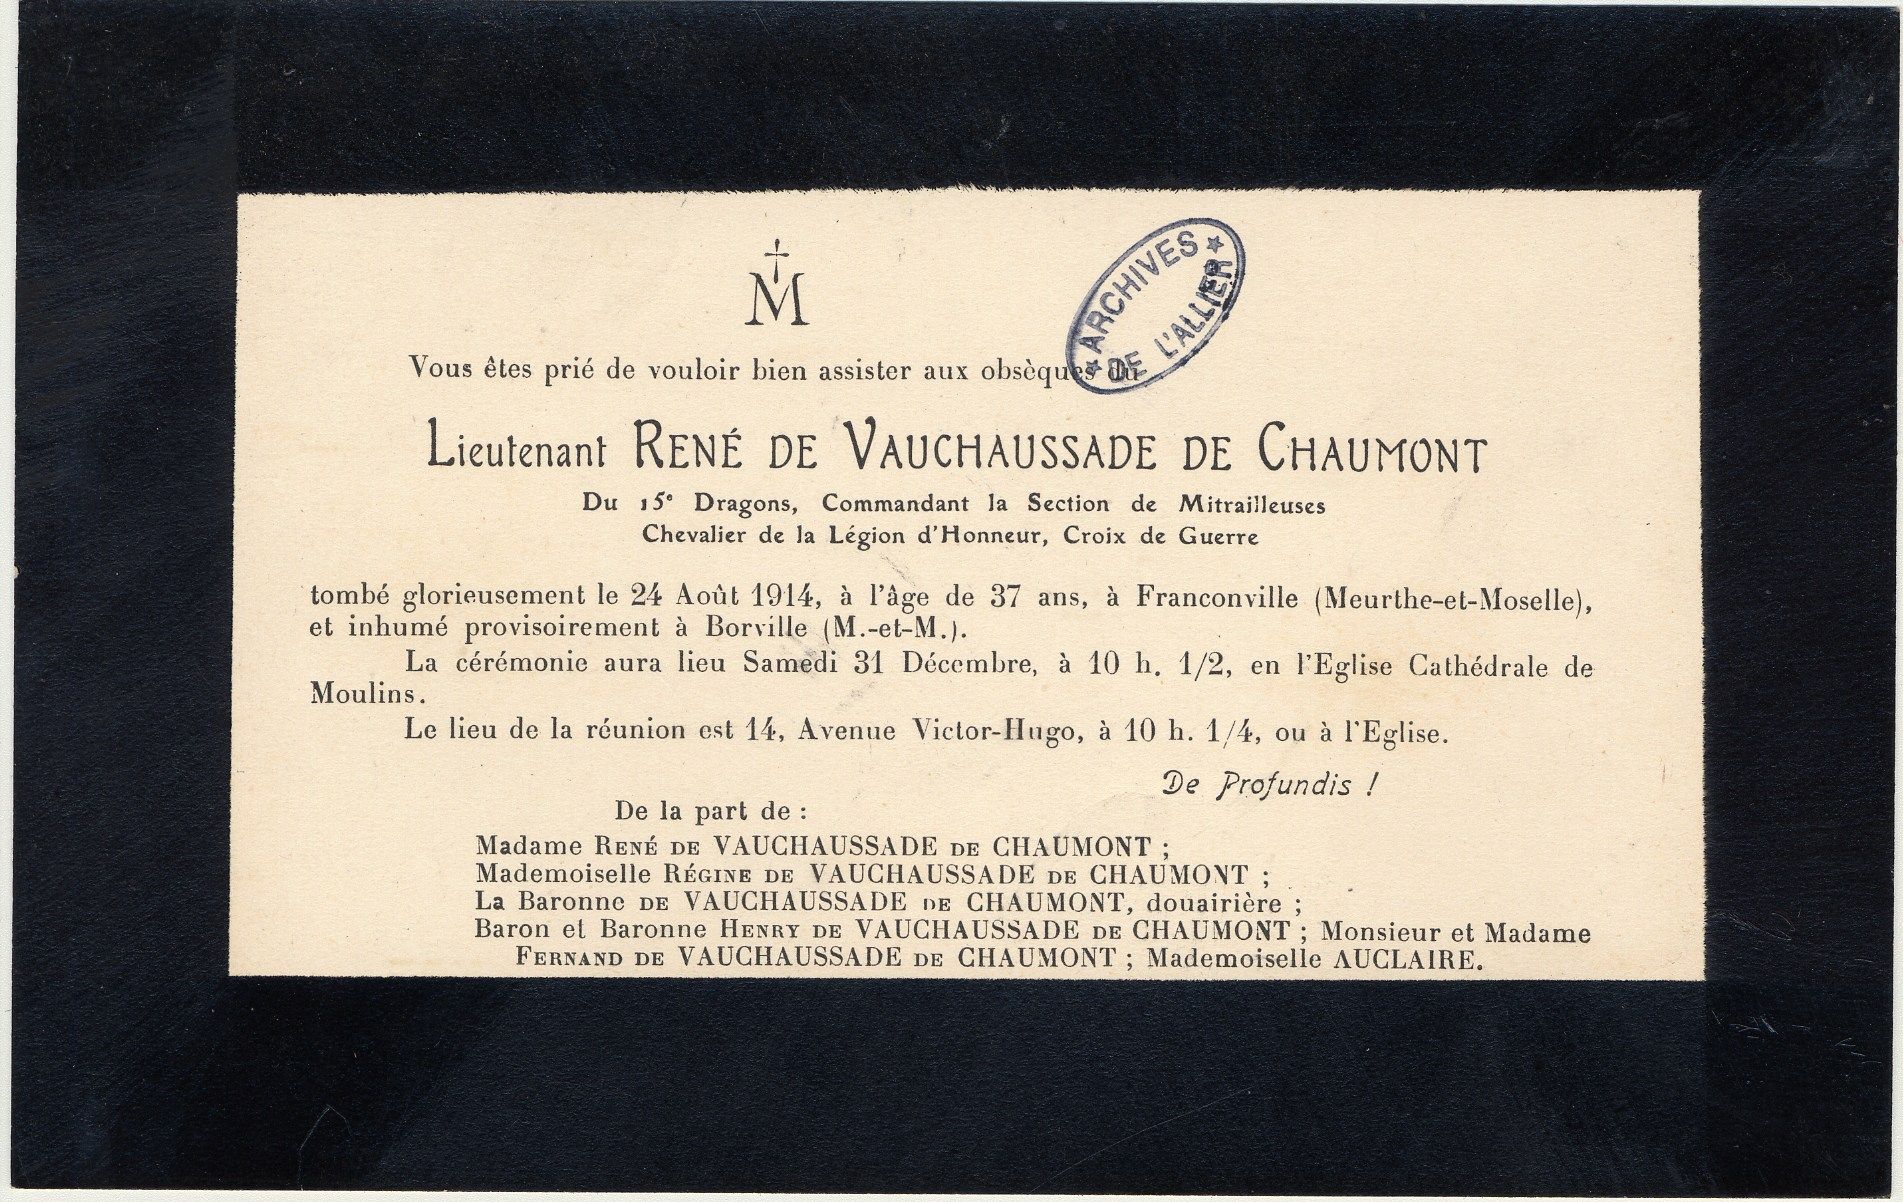 M
ARCHIVES
DE L'ALLIER
Vous êtes prié de vouloir bien assister aux obsèques du
Lieutenant RENÉ DE VAUCHAUSSADE DE CHAUMONT
Du 15e Dragons, Commandant la Section de Mitrailleuses
Chevalier de la Légion d'Honneur, Croix de Guerre
tombé glorieusement le 24 Août 1914, à l'âge de 37 ans, à Franconville (Meurthe-et-Moselle),
et inhumé provisoirement à Borville (M.-et-M.).
La cérémonie aura lieu Samedi 31 Décembre, à 10 h. 1/2, en l'Eglise Cathédrale de
Moulins.
Le lieu de la réunion est 14, Avenue Victor-Hugo, à 10 h. 1/4, ou à l'Eglise.
De Profundis !
De la part de :
Madame RENÉ DE VAUCHAUSSADE DE CHAUMONT ;
Mademoiselle RÉGINE DE VAUCHAUSSADE DE CHAUMONT ;
La Baronne DE VAUCHAUSSADE DE CHAUMONT, douairière ;
Baron et Baronne HENRY DE VAUCHAUSSADE DE CHAUMONT ; Monsieur et Madame
FERNAND DE VAUCHAUSSADE DE CHAUMONT ; Mademoiselle AUCLAIRE.